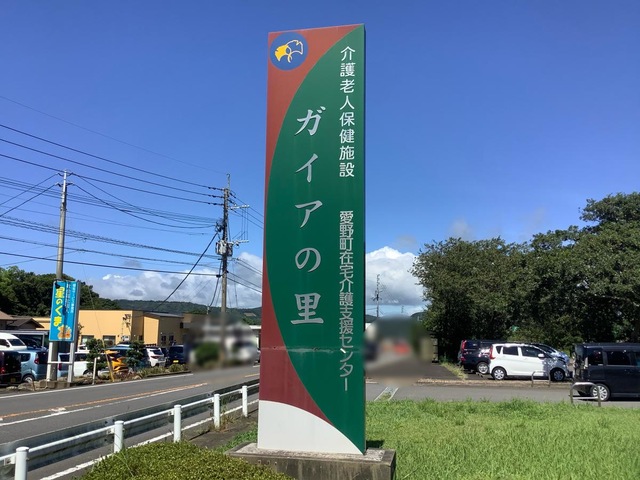 介護老人保健施設
ガイアの里
愛野町在宅介護支援センター